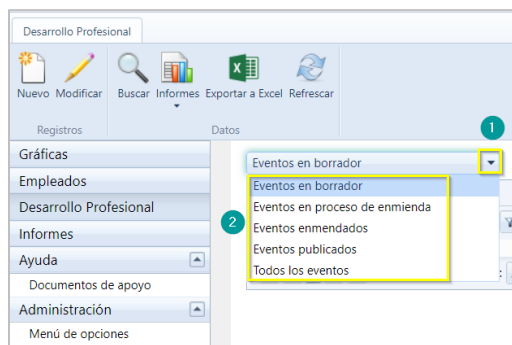 Desarrollo Profesional
Nuevo Modificar Buscar Informes Exportar a Excel Refrescar
Registros Datos
1
Gráficas
Eventos en borrador
Empleados
Eventos en borrador
Desarrollo Profesional
Eventos en proceso de enmienda
2
Eventos enmendados
Informes
Eventos publicados
Ayuda
Todos los eventos
Documentos de apoyo
Administración
Menú de opciones